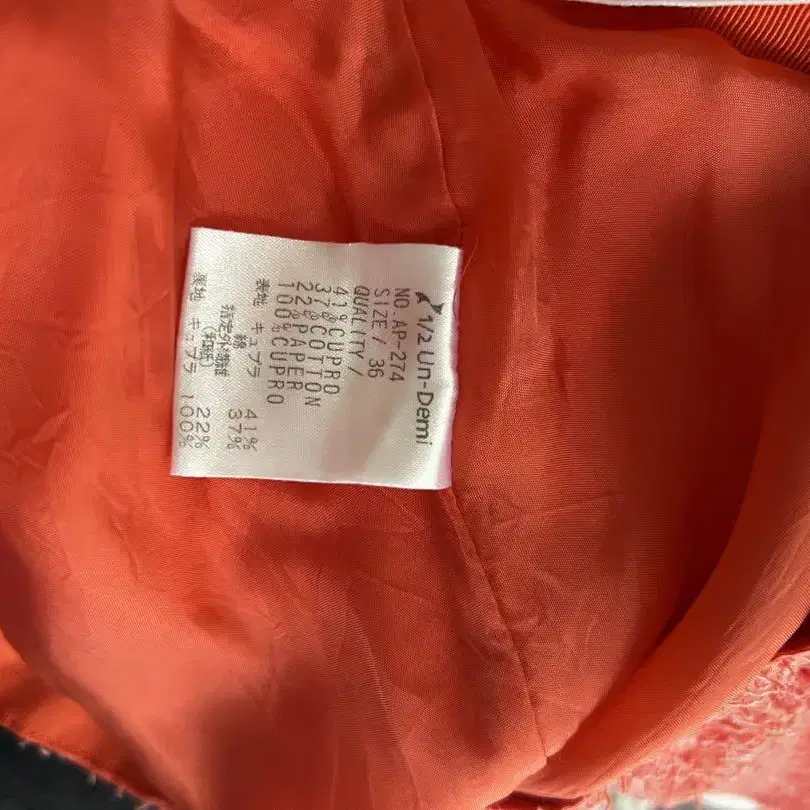 1/2 Un-Demi
NO.AP-274
SIZE / 36
QUALITY /
41%CUPRO
37%COTTON
22%PAPER
100%CUPRO
表地 キュプラ 41%
綿 37%
指定外繊維 22%
(和紙)
裏地 キュプラ 100%